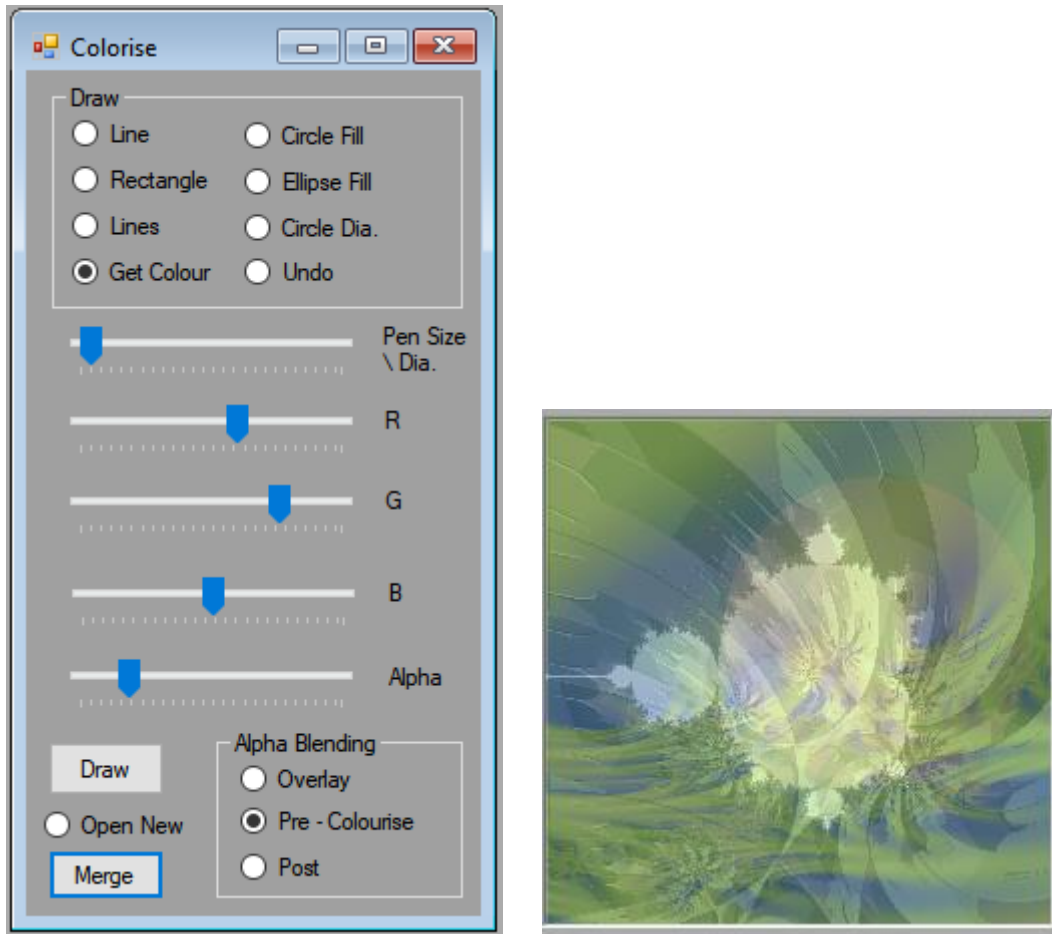 Colorise
Draw
Line
Circle Fill
Rectangle
Ellipse Fill
Lines
Circle Dia.
Get Colour
Undo
Pen Size
\ Dia.
R
G
B
Alpha
Draw
Open New
Merge
Alpha Blending
Overlay
Pre - Colourise
Post